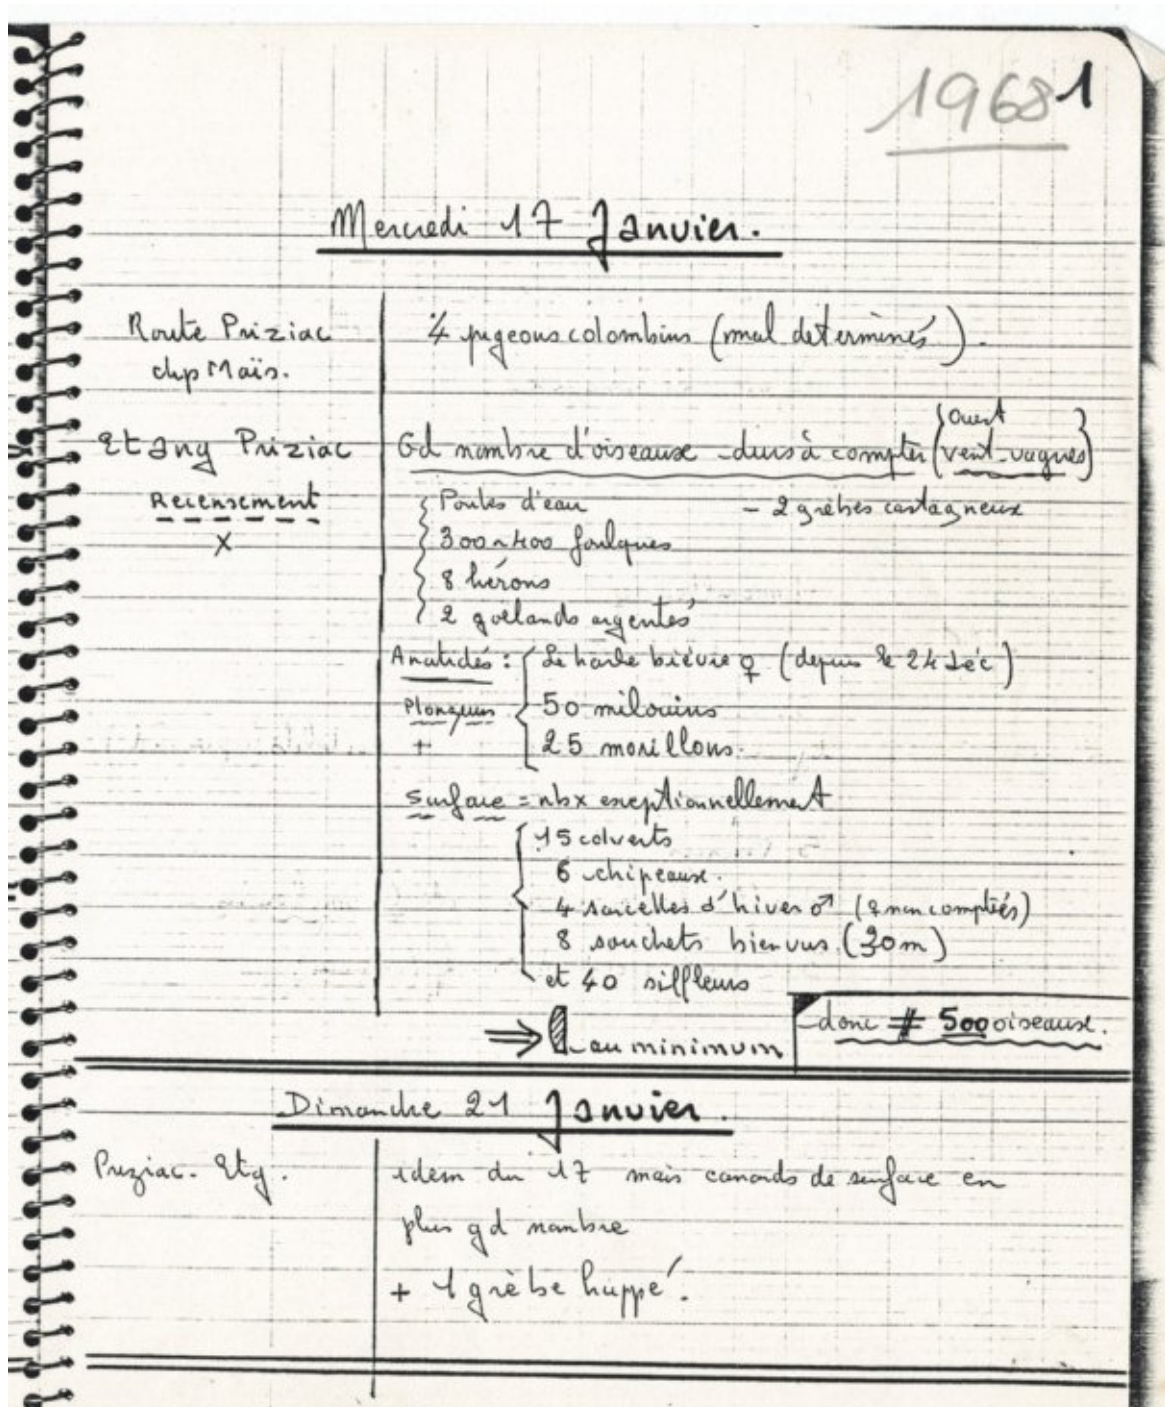 1968 1
Mercredi 17 Janvier.
Route Priziac
chp Maïs.
4 pigeons colombins (mal determinés).
Etang Priziac
Recensement
X
Gd nombre d'oiseaux - durs à compter (vent ouest - vagues)
Poules d'eau - 2 grèbes castagneux
300 ~ 400 foulques
8 hérons
2 goélands argentés
Anatidés : Le harle bièvre ♀ (depuis le 24 Déc)
Plongeurs 50 milouins
+ 25 morillons.
Surface = nbx exceptionnellement
15 colverts
6 chipeaux.
4 sarcelles d'hiver ♂ (♀ non comptées)
8 souchets bien vus (30 m)
et 40 siffleurs
⇒ au minimum
donc # 500 oiseaux.
Dimanche 21 Janvier.
Priziac. Etg.
idem du 17 mais canards de surface en
plus gd nombre
+ 1 grèbe huppé.